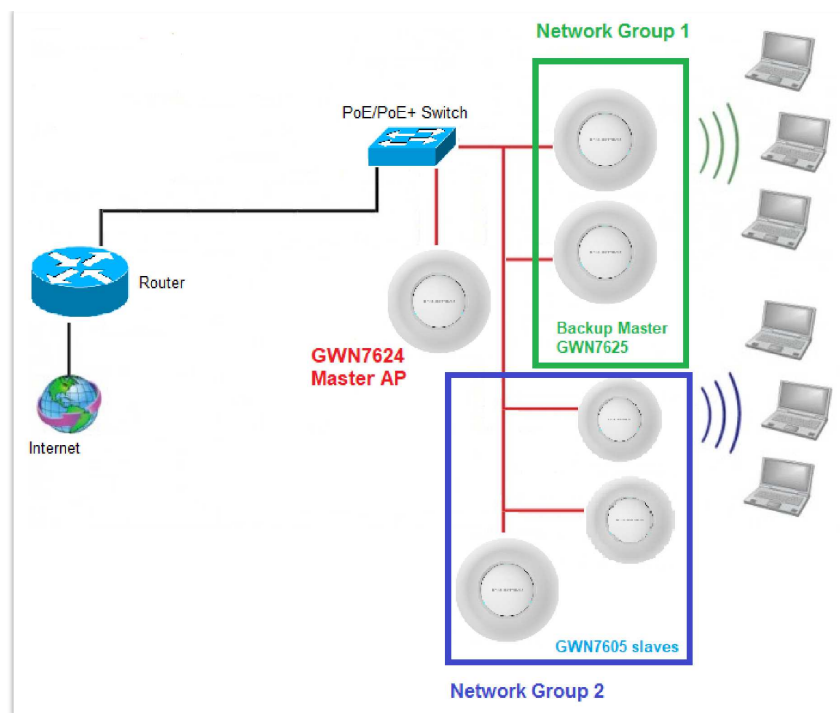 Network Group 1
PoE/PoE+ Switch
Router
GWN7624
Master AP
Backup Master
GWN7625
Internet
GWN7605 slaves
Network Group 2